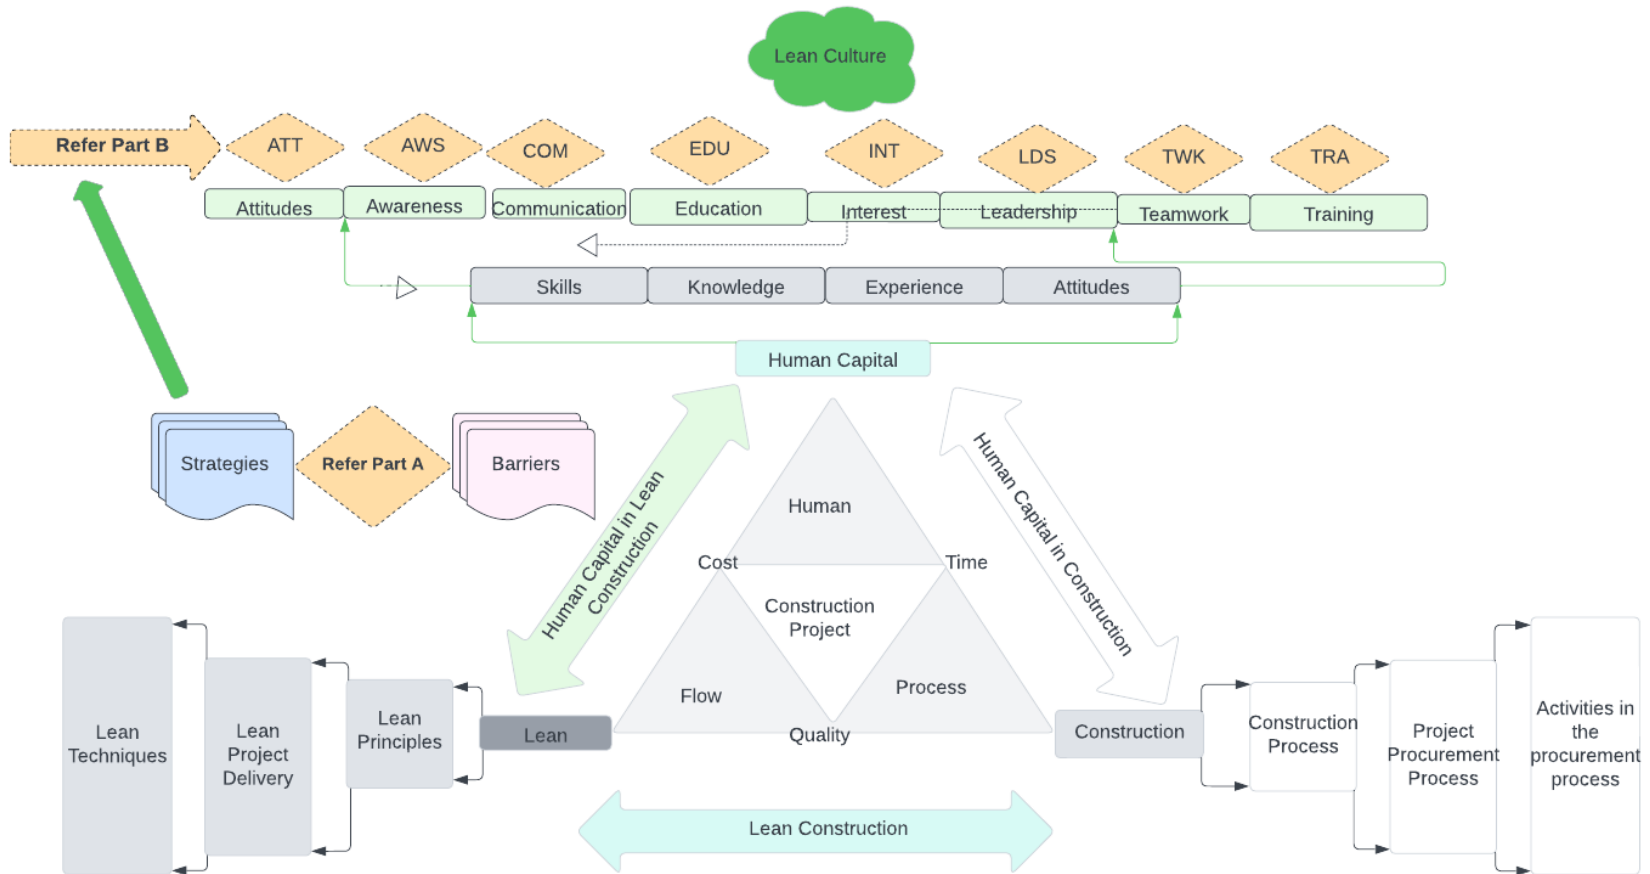 Lean Culture
Refer Part B
ATT
AWS
COM
EDU
INT
LDS
TWK
TRA
Attitudes
Awareness
Communication
Education
Interest
Leadership
Teamwork
Training
Skills
Knowledge
Experience
Attitudes
Human Capital
Strategies
Refer Part A
Barriers
Human Capital in Lean
Construction
Human Capital in Construction
Human
Cost
Time
Construction
Project
Flow
Process
Quality
Lean
Techniques
Lean
Project
Delivery
Lean
Principles
Lean
Construction
Construction
Process
Project
Procurement
Process
Activities in
the
procurement
process
Lean Construction